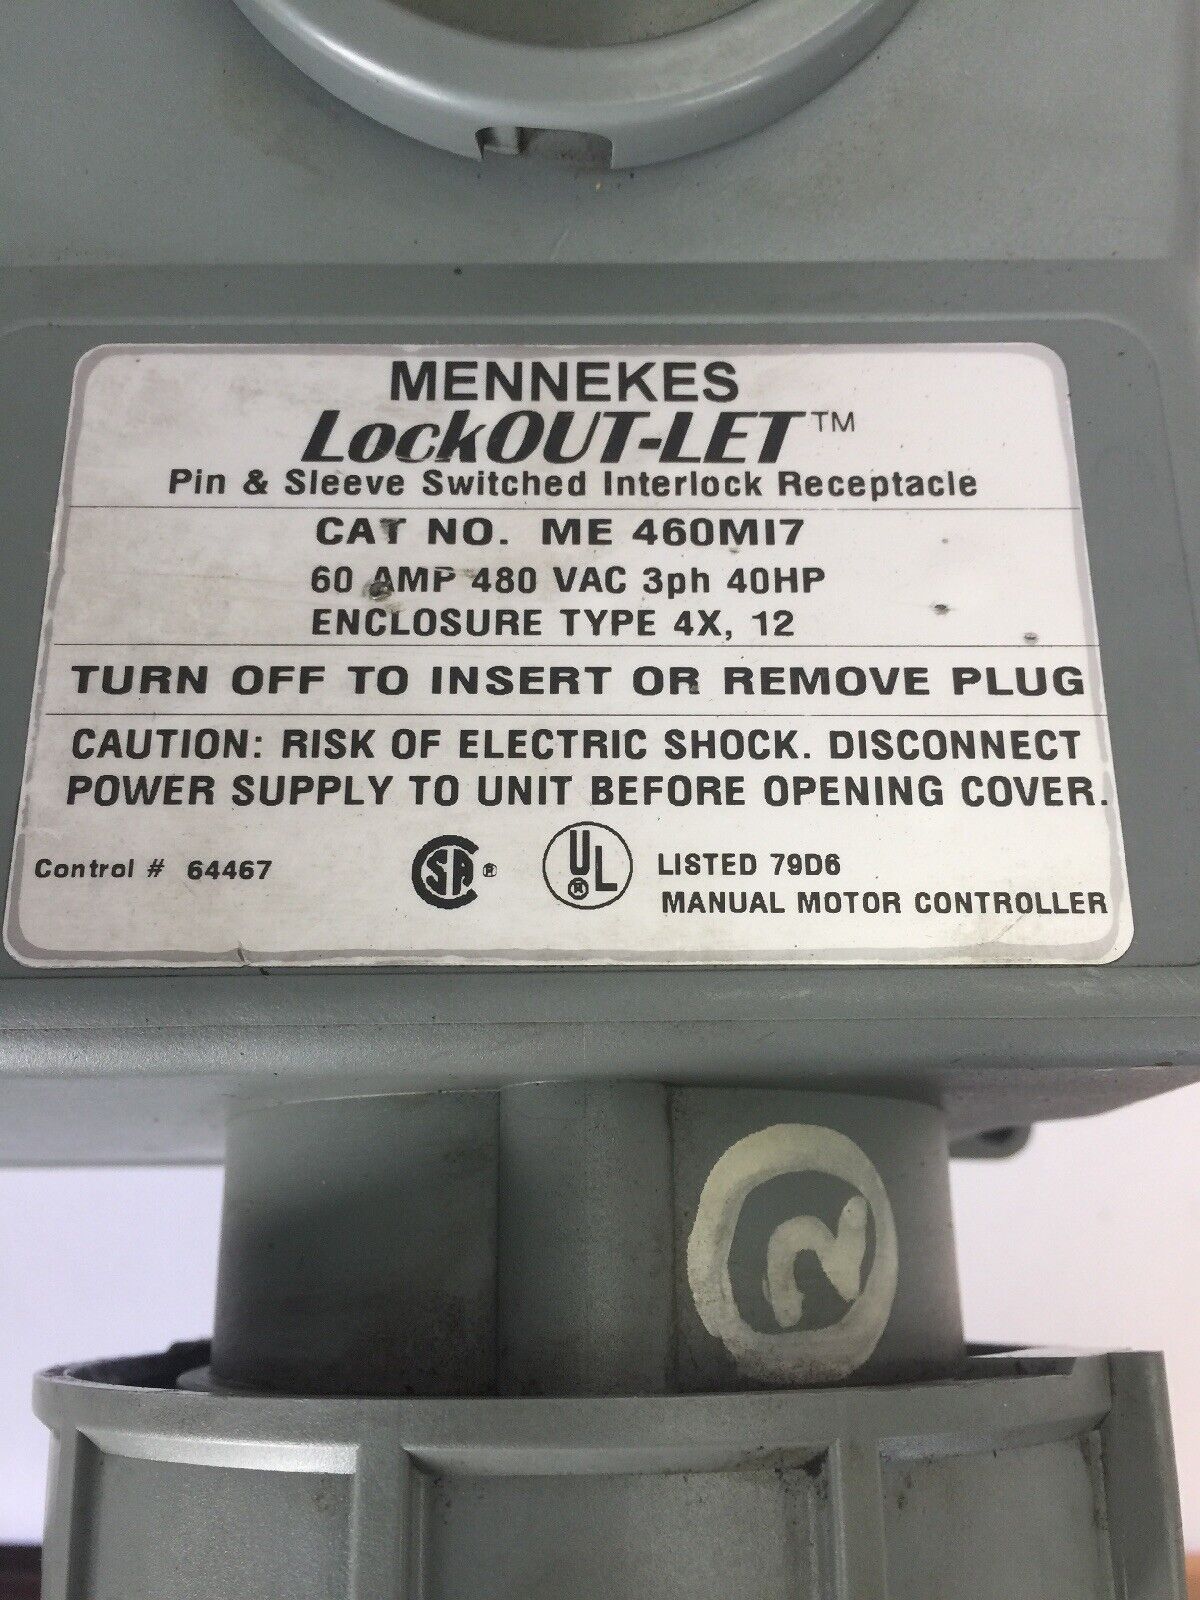 MENNEKES
LockOUT-LET™
Pin & Sleeve Switched Interlock Receptacle
CAT NO. ME 460MI7
60 AMP 480 VAC 3ph 40HP
ENCLOSURE TYPE 4X, 12
TURN OFF TO INSERT OR REMOVE PLUG
CAUTION: RISK OF ELECTRIC SHOCK. DISCONNECT
POWER SUPPLY TO UNIT BEFORE OPENING COVER.
Control # 64467
SA ®
UL ®
LISTED 79D6
MANUAL MOTOR CONTROLLER
2